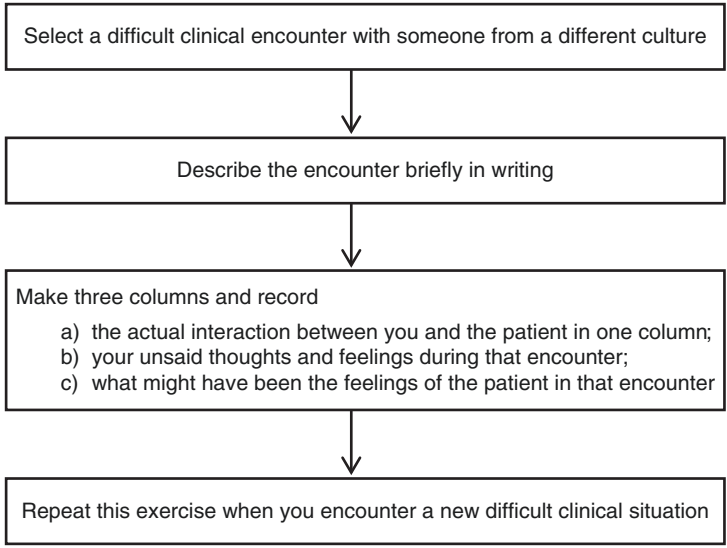 Select a difficult clinical encounter with someone from a different culture
Describe the encounter briefly in writing
Make three columns and record
a) the actual interaction between you and the patient in one column;
b) your unsaid thoughts and feelings during that encounter;
c) what might have been the feelings of the patient in that encounter
Repeat this exercise when you encounter a new difficult clinical situation